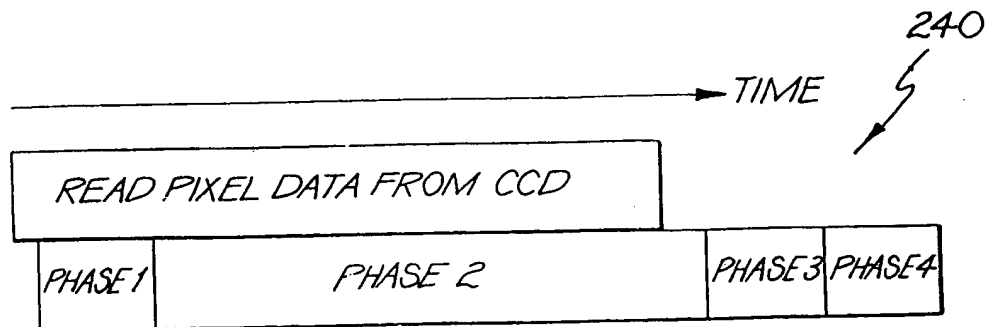 240
TIME
READ PIXEL DATA FROM CCD
PHASE 1 PHASE 2 PHASE 3 PHASE 4